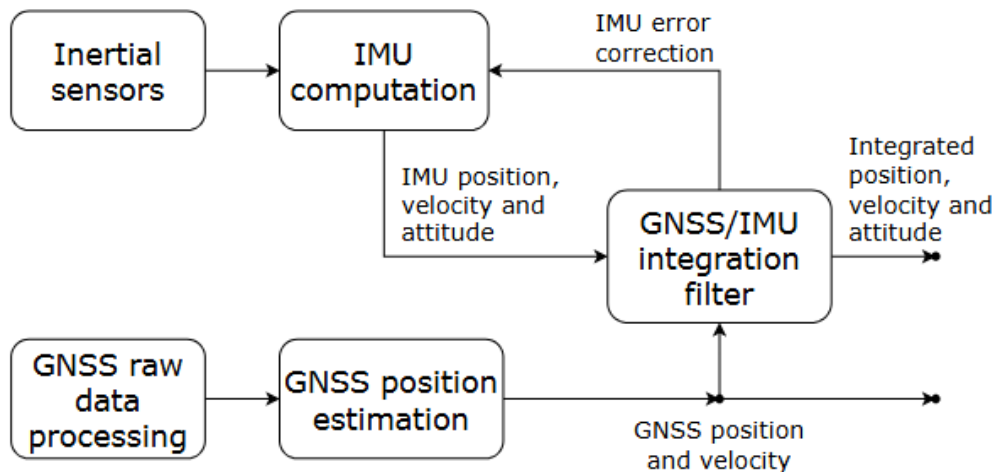 Inertial
sensors
IMU
computation
IMU error
correction
IMU position,
velocity and
attitude
Integrated
position,
velocity and
attitude
GNSS/IMU
integration
filter
GNSS raw
data
processing
GNSS position
estimation
GNSS position
and velocity